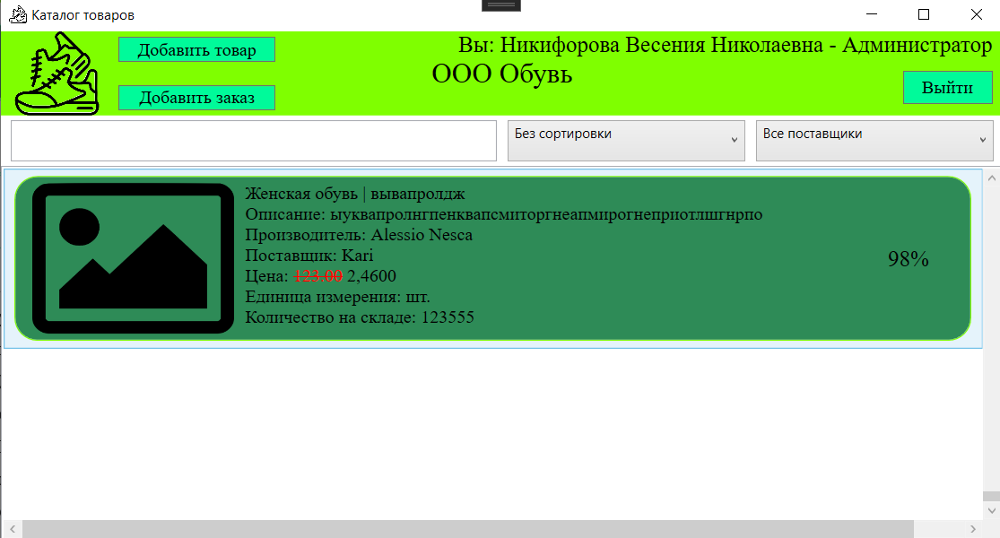 Каталог товаров
Добавить товар
Вы: Никифорова Весения Николаевна - Администратор
ООО Обувь
Добавить заказ
Выйти
Без сортировки
Все поставщики
Женская обувь | вывапролдж
Описание: ыуквапролнгпенквапсмиторгнеапмирогнеприотлшгнрпо
Производитель: Alessio Nesca
Поставщик: Kari
Цена: 123.00 2,4600
Единица измерения: шт.
Количество на складе: 123555
98%